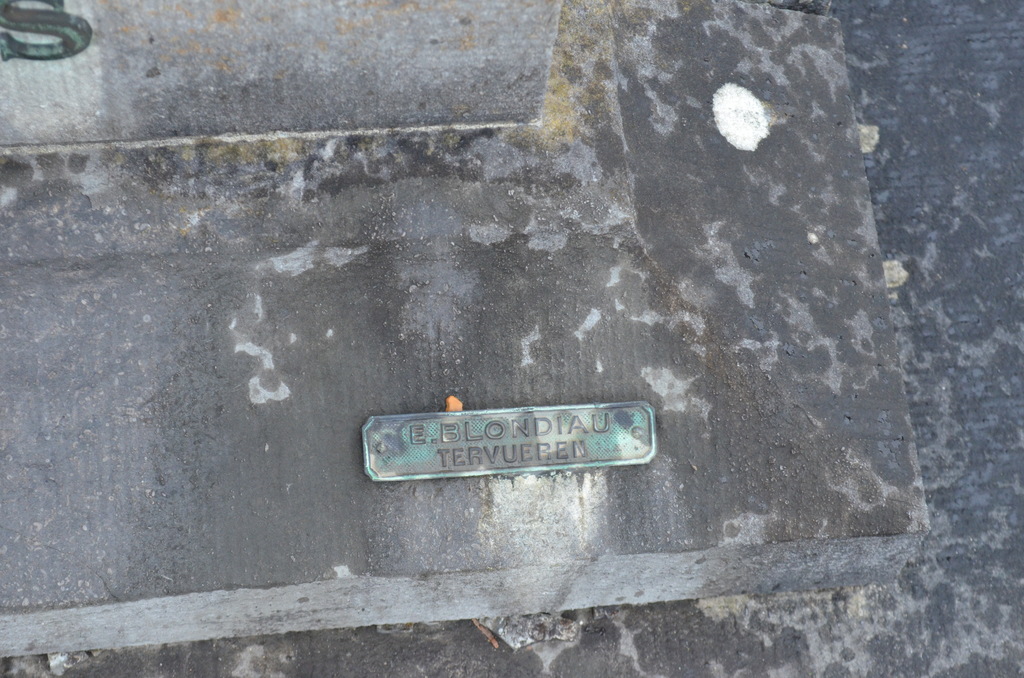 S
E. BLONDIAU
TERVUEREN